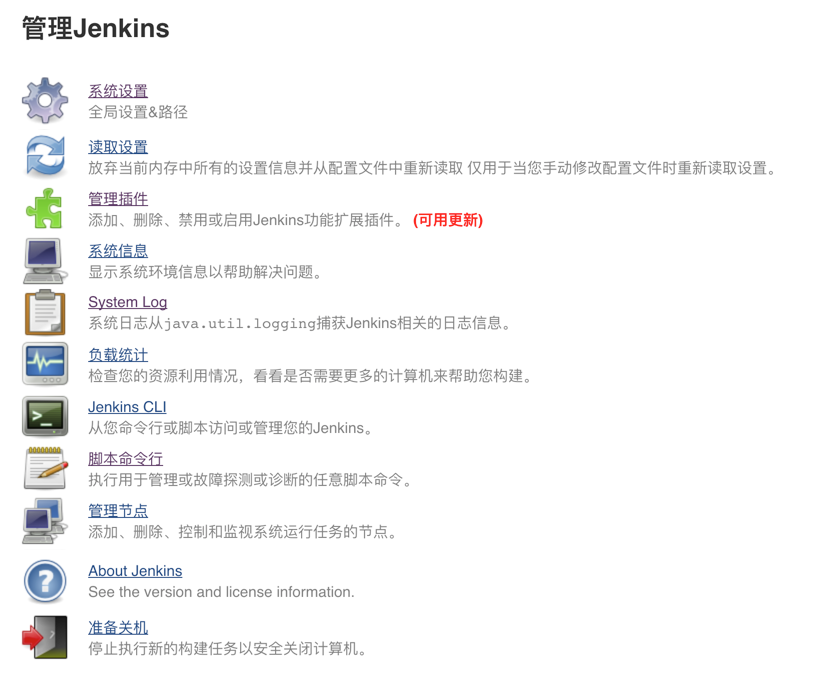 管理Jenkins
系统设置
全局设置&路径
读取设置
放弃当前内存中所有的设置信息并从配置文件中重新读取 仅用于当您手动修改配置文件时重新读取设置。
管理插件
添加、删除、禁用或启用Jenkins功能扩展插件。 (可用更新)
系统信息
显示系统环境信息以帮助解决问题。
System Log
系统日志从java.util.logging捕获Jenkins相关的日志信息。
负载统计
检查您的资源利用情况，看看是否需要更多的计算机来帮助您构建。
Jenkins CLI
从您命令行或脚本访问或管理您的Jenkins。
脚本命令行
执行用于管理或故障探测或诊断的任意脚本命令。
管理节点
添加、删除、控制和监视系统运行任务的节点。
About Jenkins
See the version and license information.
准备关机
停止执行新的构建任务以安全关闭计算机。